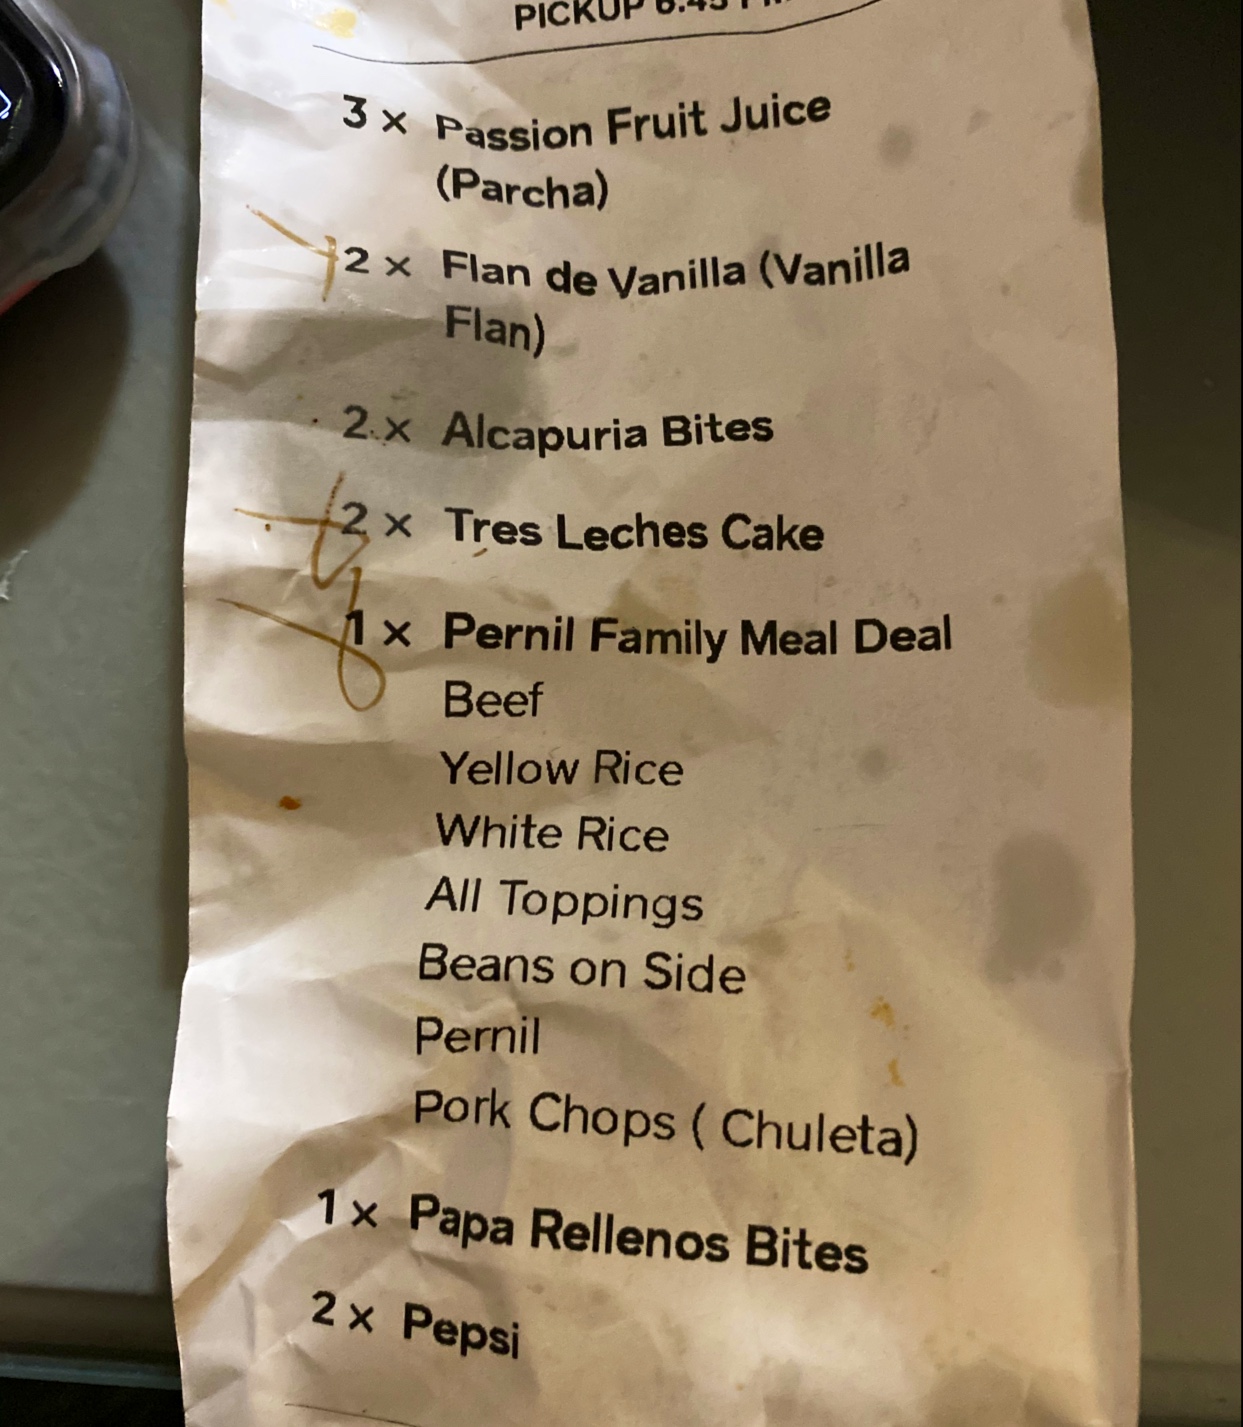 PICKUP
3 x Passion Fruit Juice
(Parcha)
2 x Flan de Vanilla (Vanilla
Flan)
2 x Alcapuria Bites
2 x Tres Leches Cake
1 x Pernil Family Meal Deal
Beef
Yellow Rice
White Rice
All Toppings
Beans on Side
Pernil
Pork Chops ( Chuleta)
1 x Papa Rellenos Bites
2 x Pepsi